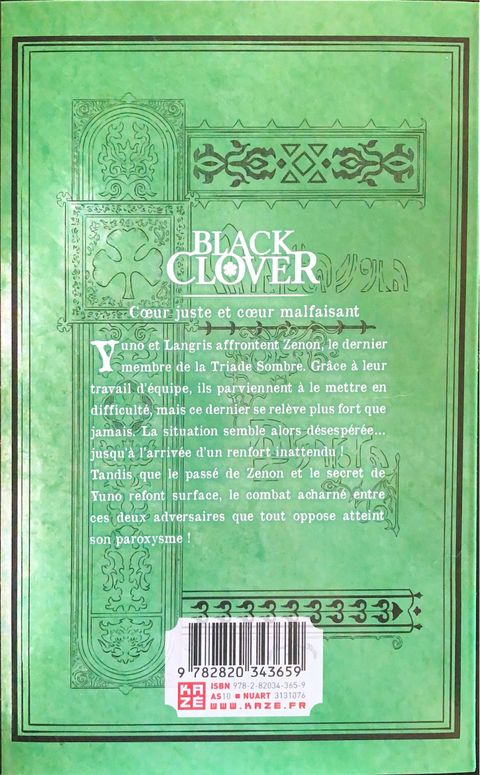 BLACK
CLOVER
Cœur juste et cœur malfaisant
Yuno et Langris affrontent Zenon, le dernier
membre de la Triade Sombre. Grâce à leur
travail d'équipe, ils parviennent à le mettre en
difficulté, mais ce dernier se relève plus fort que
jamais. La situation semble alors désespérée...
jusqu'à l'arrivée d'un renfort inattendu !
Tandis que le passé de Zenon et le secret de
Yuno refont surface, le combat acharné entre
ces deux adversaires que tout oppose atteint
son paroxysme !
9 782820 343659
KAZE
ISBN 978-2-82034-365-9
AS10 ■ NUART 3131076
WWW.KAZE.FR